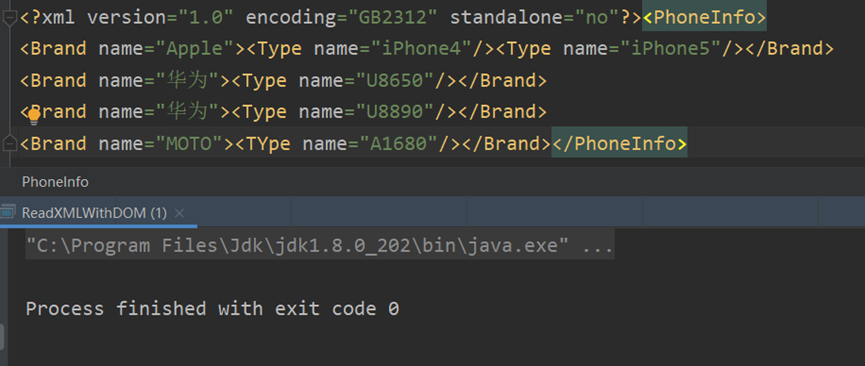 <?xml version="1.0" encoding="GB2312" standalone="no"?><PhoneInfo>
<Brand name="Apple"><Type name="iPhone4"/><Type name="iPhone5"/></Brand>
<Brand name="华为"><Type name="U8650"/></Brand>
<Brand name="华为"><Type name="U8890"/></Brand>
<Brand name="MOTO"><TYpe name="A1680"/></Brand></PhoneInfo>
PhoneInfo
ReadXMLWithDOM (1) ×
"C:\Program Files\Jdk\jdk1.8.0_202\bin\java.exe" ...
Process finished with exit code 0